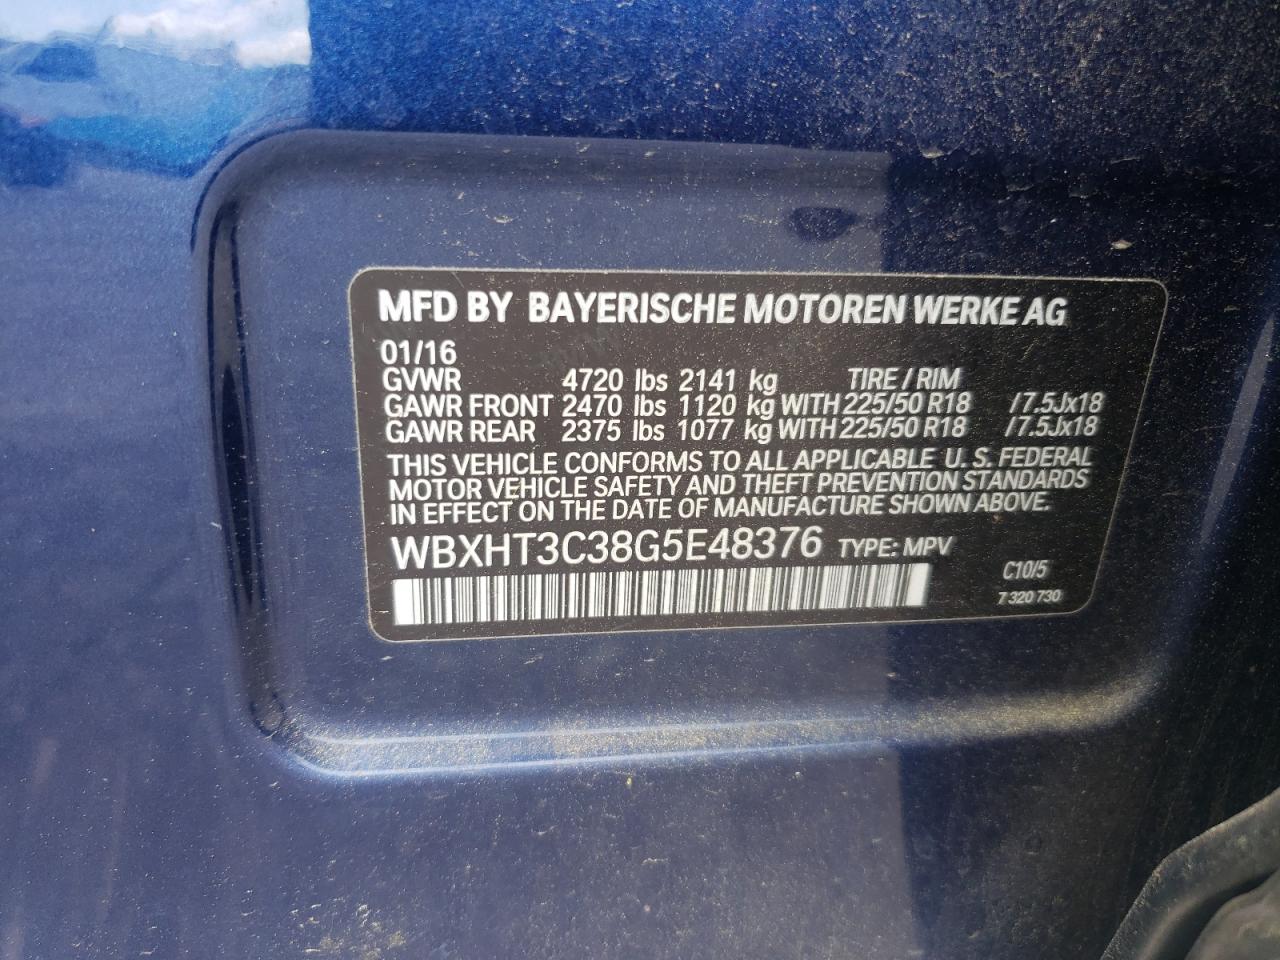 MFD BY BAYERISCHE MOTOREN WERKE AG
01/16
GVWR 4720 lbs 2141 kg TIRE / RIM
GAWR FRONT 2470 lbs 1120 kg WITH 225/50 R18 /7.5Jx18
GAWR REAR 2375 lbs 1077 kg WITH 225/50 R18 /7.5Jx18
THIS VEHICLE CONFORMS TO ALL APPLICABLE U. S. FEDERAL
MOTOR VEHICLE SAFETY AND THEFT PREVENTION STANDARDS
IN EFFECT ON THE DATE OF MANUFACTURE SHOWN ABOVE.
WBXHT3C38G5E48376 TYPE: MPV
C10/5
7 320 730